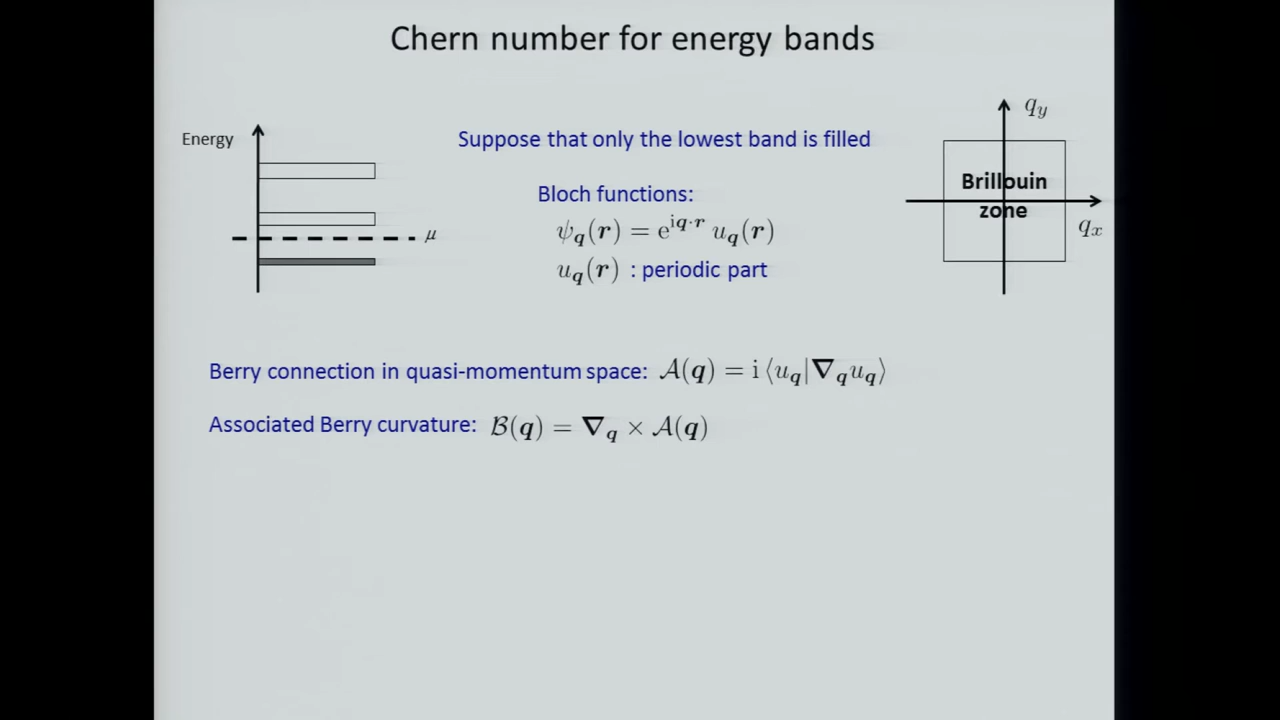 Chern number for energy bands
Energy
μ
Suppose that only the lowest band is filled
Bloch functions:
ψ_q(r) = e^{iq·r} u_q(r)
u_q(r) : periodic part
q_y
Brillouin
zone
q_x
Berry connection in quasi-momentum space: 𝒜(q) = i ⟨u_q|∇_q u_q⟩
Associated Berry curvature: ℬ(q) = ∇_q × 𝒜(q)